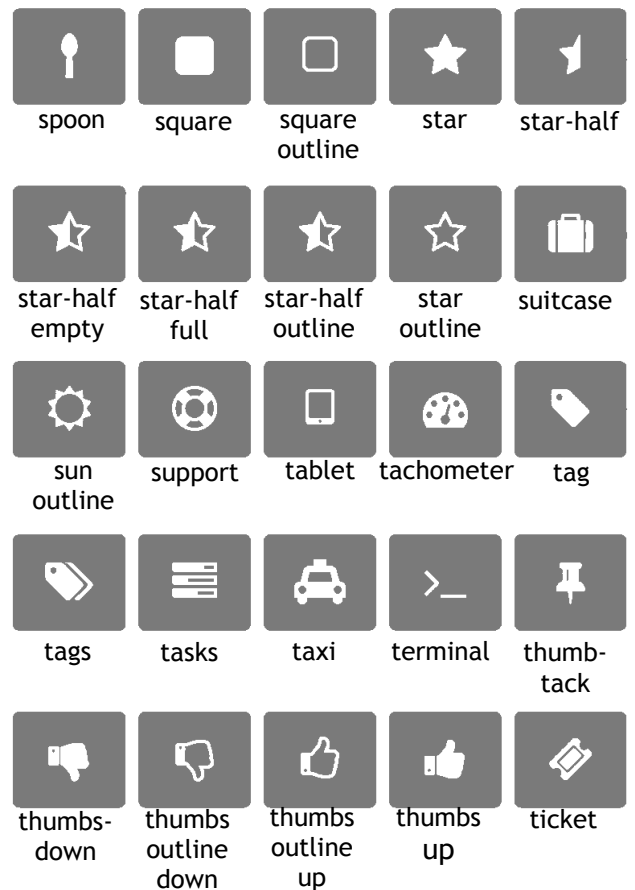 spoon square square star star-half
outline
star-half star-half star-half star suitcase
empty full outline outline
sun support tablet tachometer tag
outline
tags tasks taxi terminal thumb-
tack
thumbs- thumbs thumbs thumbs ticket
down outline outline up
down up